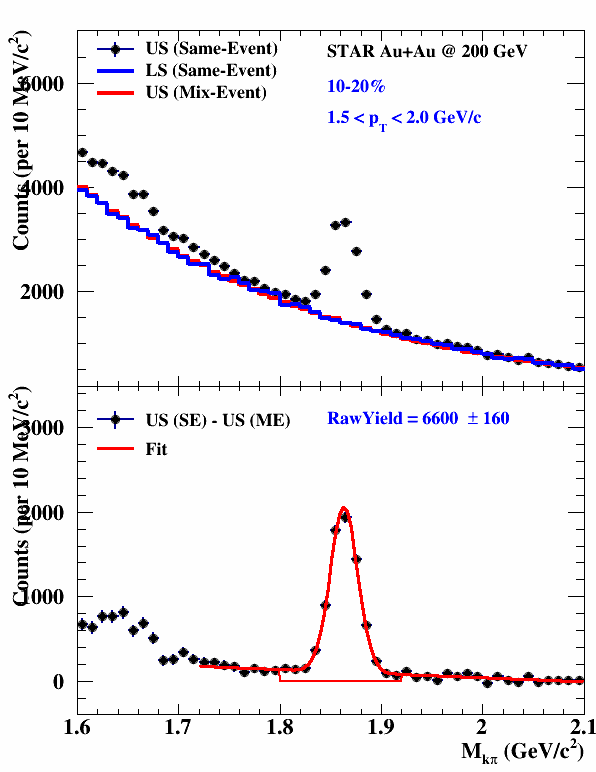 US (Same-Event)
LS (Same-Event)
US (Mix-Event)
STAR Au+Au @ 200 GeV
10-20%
1.5 < pT < 2.0 GeV/c
Counts (per 10 MeV/c²)
6000
4000
2000
US (SE) - US (ME)
Fit
RawYield = 6600 ± 160
Counts (per 10 MeV/c²)
3000
2000
1000
0
1.6 1.7 1.8 1.9 2 2.1
Mkπ (GeV/c²)